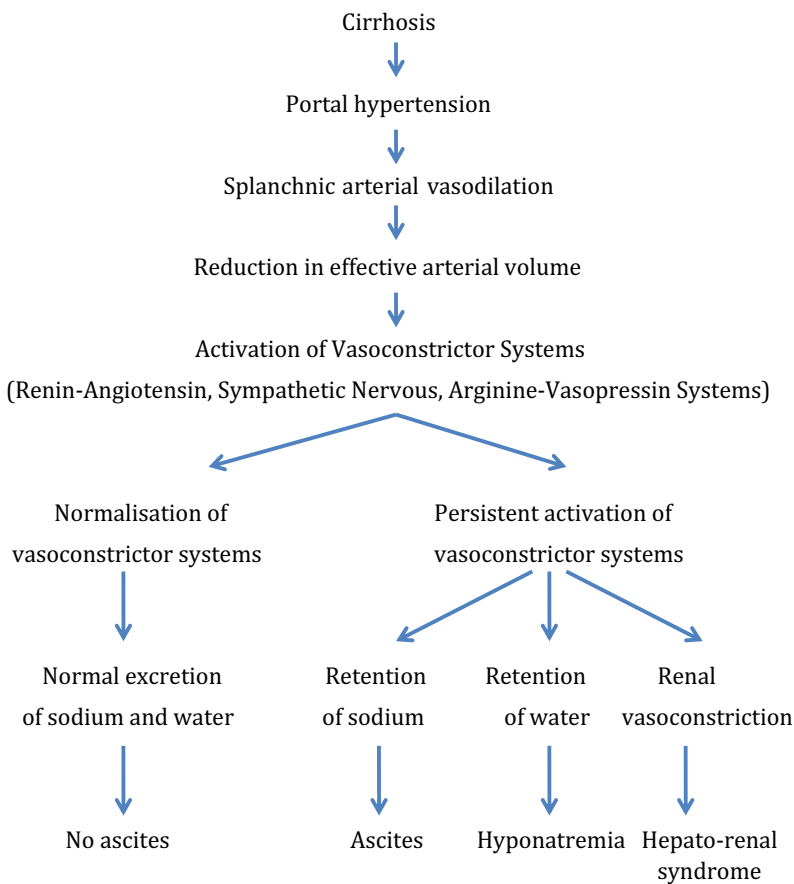 Cirrhosis
Portal hypertension
Splanchnic arterial vasodilation
Reduction in effective arterial volume
Activation of Vasoconstrictor Systems
(Renin-Angiotensin, Sympathetic Nervous, Arginine-Vasopressin Systems)
Normalisation of
vasoconstrictor systems
Persistent activation of
vasoconstrictor systems
Normal excretion
of sodium and water
Retention
of sodium
Retention
of water
Renal
vasoconstriction
No ascites
Ascites
Hyponatremia
Hepato-renal
syndrome